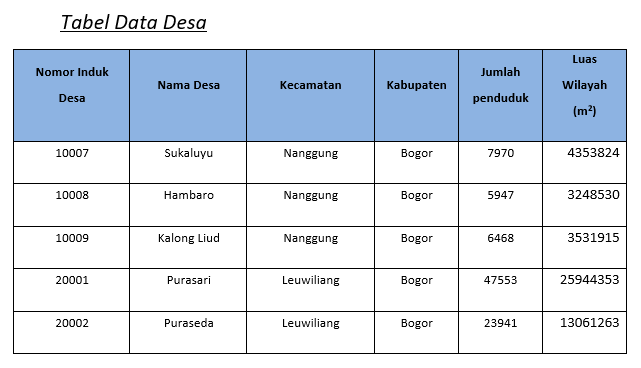 Tabel Data Desa
Nomor Induk Desa Nama Desa Kecamatan Kabupaten Jumlah penduduk Luas Wilayah (m²)
10007 Sukaluyu Nanggung Bogor 7970 4353824
10008 Hambaro Nanggung Bogor 5947 3248530
10009 Kalong Liud Nanggung Bogor 6468 3531915
20001 Purasari Leuwiliang Bogor 47553 25944353
20002 Puraseda Leuwiliang Bogor 23941 13061263